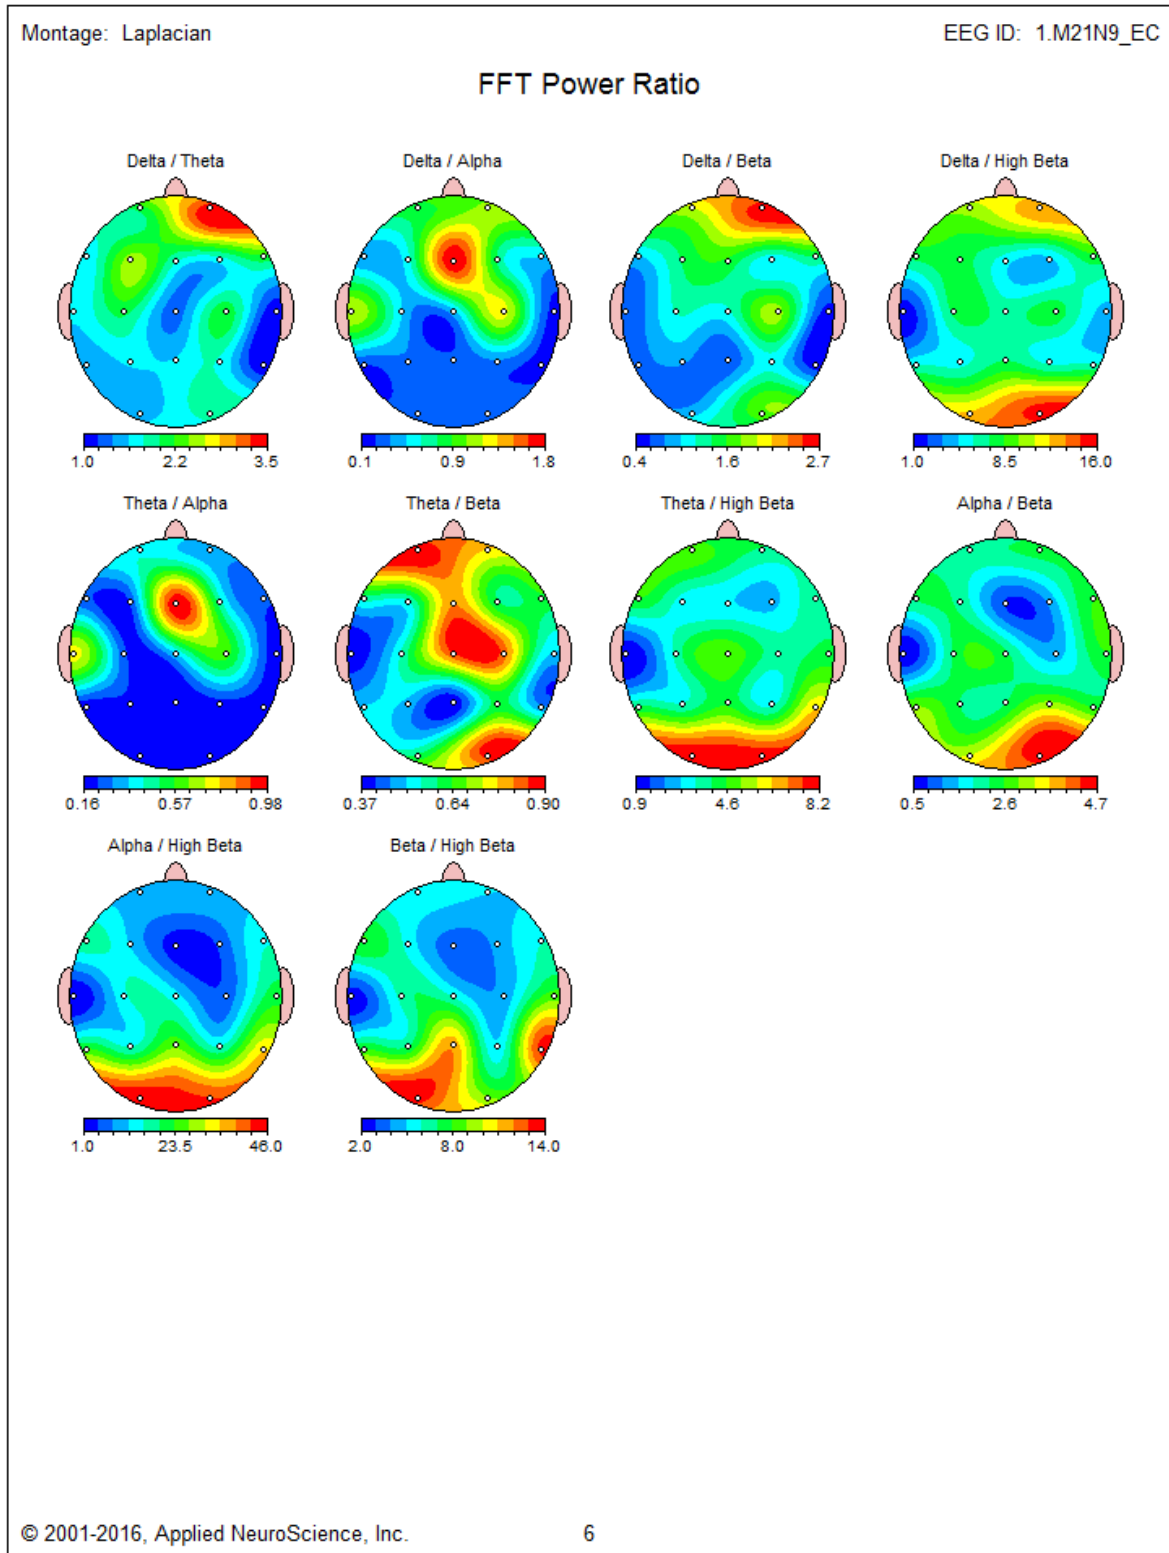 Montage: Laplacian EEG ID: 1.M21N9_EC
FFT Power Ratio
Delta / Theta Delta / Alpha Delta / Beta Delta / High Beta
1.0 2.2 3.5 0.1 0.9 1.8 0.4 1.6 2.7 1.0 8.5 16.0
Theta / Alpha Theta / Beta Theta / High Beta Alpha / Beta
0.16 0.57 0.98 0.37 0.64 0.90 0.9 4.6 8.2 0.5 2.6 4.7
Alpha / High Beta Beta / High Beta
1.0 23.5 46.0 2.0 8.0 14.0
© 2001-2016, Applied NeuroScience, Inc. 6